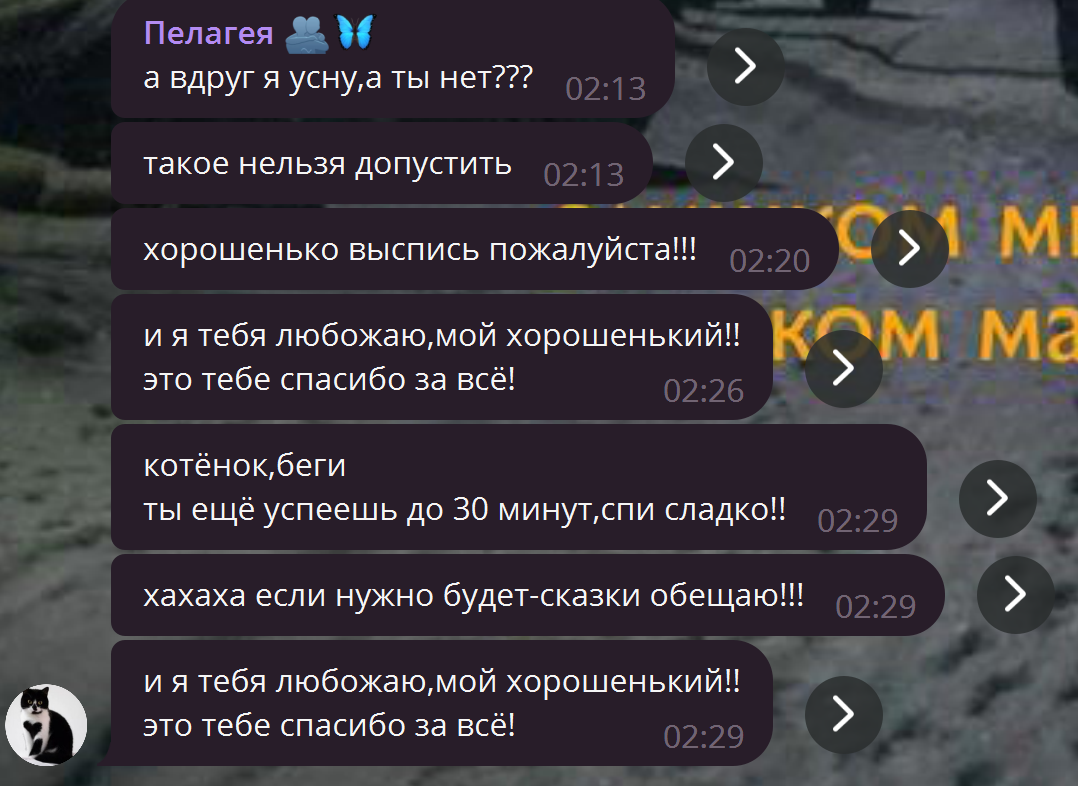 Пелагея 🫂🦋
а вдруг я усну,а ты нет???
02:13
такое нельзя допустить
02:13
хорошенько выспись пожалуйста!!!
02:20
и я тебя любожаю,мой хорошенький!!
это тебе спасибо за всё!
02:26
котёнок,беги
ты ещё успеешь до 30 минут,спи сладко!!
02:29
хахаха если нужно будет-сказки обещаю!!!
02:29
и я тебя любожаю,мой хорошенький!!
это тебе спасибо за всё!
02:29